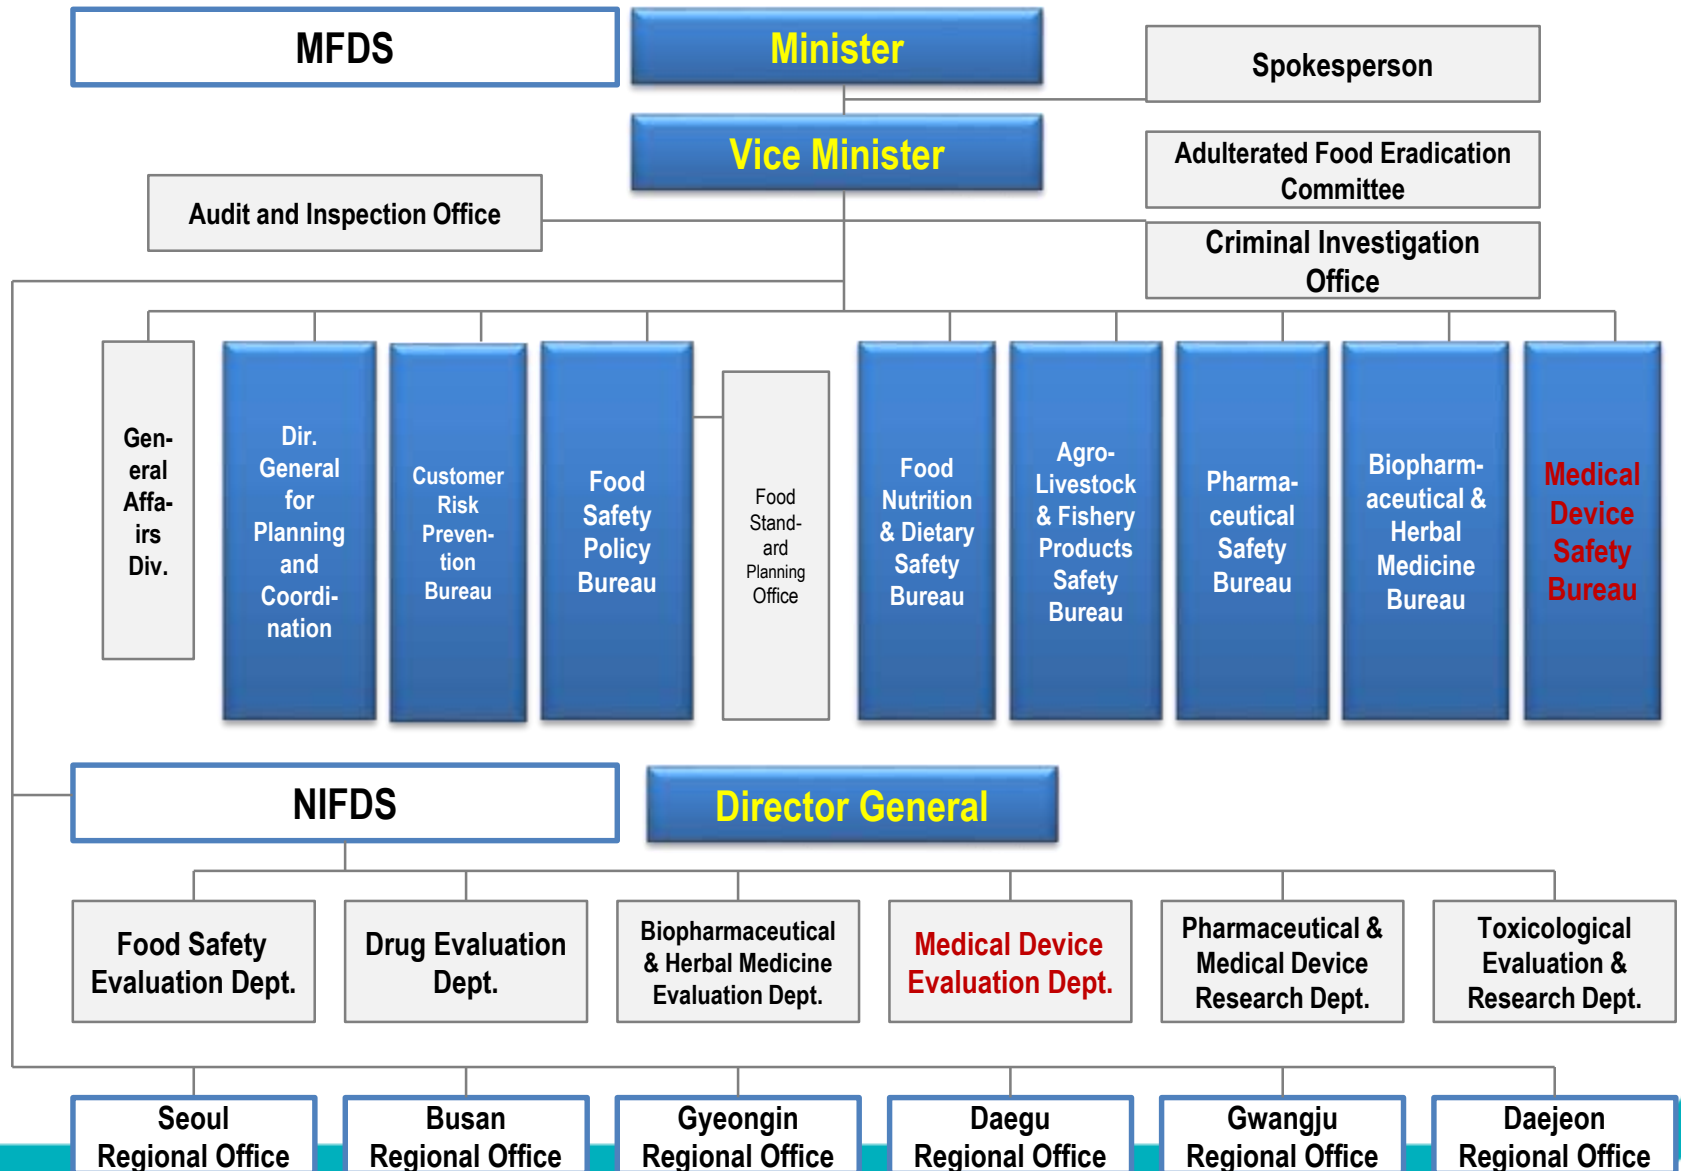 MFDS
Minister
Spokesperson
Vice Minister
Adulterated Food Eradication
Committee
Audit and Inspection Office
Criminal Investigation
Office
Gen-
eral
Affa-
irs
Div.
Dir.
General
for
Planning
and
Coordi-
nation
Customer
Risk
Preven-
tion
Bureau
Food
Safety
Policy
Bureau
Food
Stand-
ard
Planning
Office
Food
Nutrition
& Dietary
Safety
Bureau
Agro-
Livestock
& Fishery
Products
Safety
Bureau
Pharma-
ceutical
Safety
Bureau
Biopharm-
aceutical &
Herbal
Medicine
Bureau
Medical
Device
Safety
Bureau
NIFDS
Director General
Food Safety
Evaluation Dept.
Drug Evaluation
Dept.
Biopharmaceutical
& Herbal Medicine
Evaluation Dept.
Medical Device
Evaluation Dept.
Pharmaceutical &
Medical Device
Research Dept.
Toxicological
Evaluation &
Research Dept.
Seoul
Regional Office
Busan
Regional Office
Gyeongin
Regional Office
Daegu
Regional Office
Gwangju
Regional Office
Daejeon
Regional Office